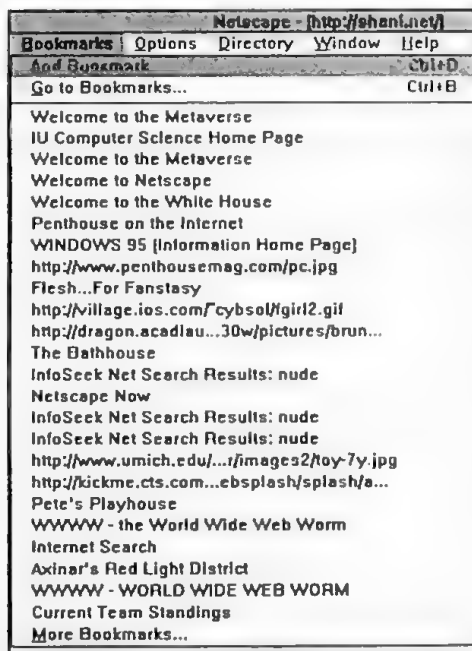 Netscape - [http://shani.net/]
Bookmarks Options Directory Window Help
Add Bookmark Ctrl+D
Go to Bookmarks... Ctrl+B
Welcome to the Metaverse
IU Computer Science Home Page
Welcome to the Metaverse
Welcome to Netscape
Welcome to the White House
Penthouse on the Internet
WINDOWS 95 [Information Home Page]
http://www.penthousemag.com/pc.jpg
Flesh...For Fanstasy
http://village.ios.com/~cybsol/fgirl2.gif
http://dragon.acadiau...30w/pictures/brun...
The Bathhouse
InfoSeek Net Search Results: nude
Netscape Now
InfoSeek Net Search Results: nude
InfoSeek Net Search Results: nude
http://www.umich.edu/...r/images2/toy-7y.jpg
http://kickme.cts.com...ebsplash/splash/a...
Pete's Playhouse
WWWW - the World Wide Web Worm
Internet Search
Axinar's Red Light District
WWWW - WORLD WIDE WEB WORM
Current Team Standings
More Bookmarks...